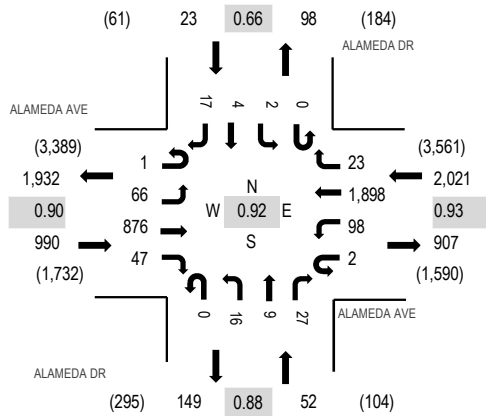 (61) 23 0.66 98 (184)
ALAMEDA DR
17 4 2 0
ALAMEDA AVE
(3,389) 1 23 (3,561)
1,932 66 N 1,898 2,021
0.90 W 0.92 E 0.93
990 876 S 98 907
(1,732) 47 2 (1,590)
0 16 9 27
ALAMEDA AVE
ALAMEDA DR
(295) 149 0.88 52 (104)